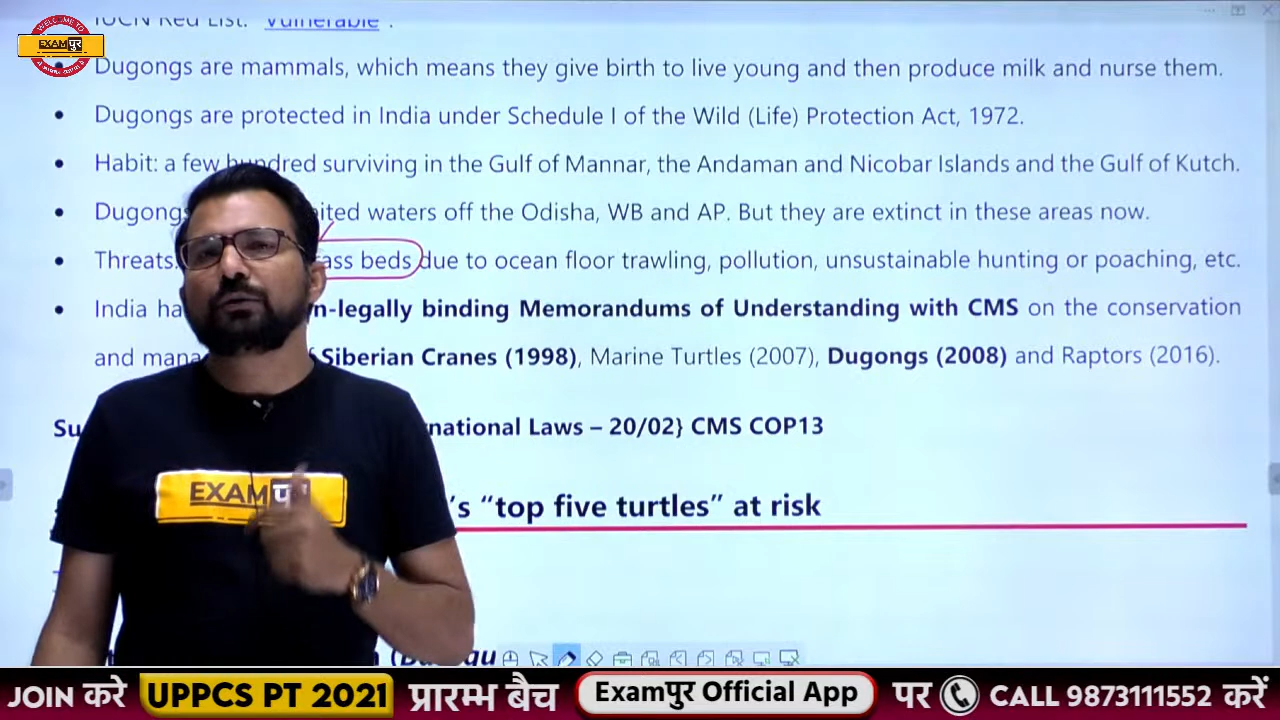 WELCOME TO
EXAMपुर
IUCN Red List: "Vulnerable".
• Dugongs are mammals, which means they give birth to live young and then produce milk and nurse them.
• Dugongs are protected in India under Schedule I of the Wild (Life) Protection Act, 1972.
• Habit: a few hundred surviving in the Gulf of Mannar, the Andaman and Nicobar Islands and the Gulf of Kutch.
• Dugongs ited waters off the Odisha, WB and AP. But they are extinct in these areas now.
• Threats: ass beds due to ocean floor trawling, pollution, unsustainable hunting or poaching, etc.
• India ha n-legally binding Memorandums of Understanding with CMS on the conservation
and mana f Siberian Cranes (1998), Marine Turtles (2007), Dugongs (2008) and Raptors (2016).
Su national Laws – 20/02} CMS COP13
's "top five turtles" at risk
EXAMपुर
JOIN करे UPPCS PT 2021 प्रारम्भ बैच Examपुर Official App पर CALL 9873111552 करें